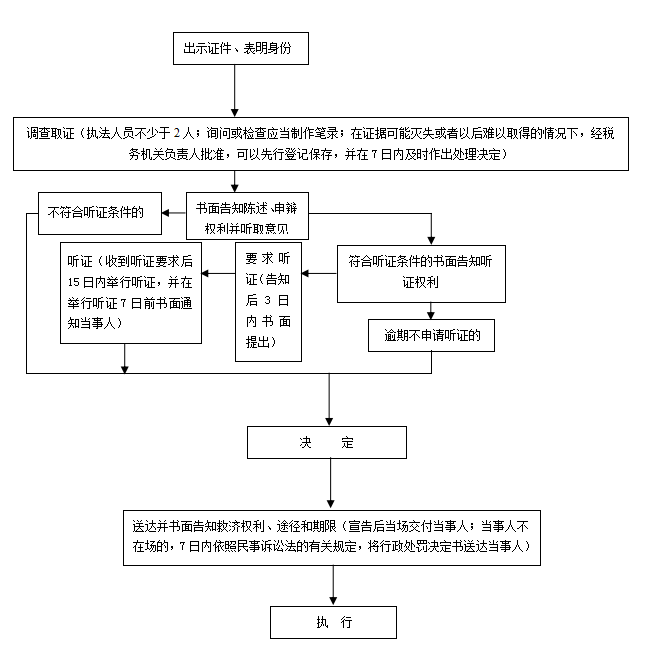 出示证件、表明身份
调查取证（执法人员不少于2人；询问或检查应当制作笔录；在证据可能灭失或者以后难以取得的情况下，经税
务机关负责人批准，可以先行登记保存，并在7日内及时作出处理决定）
不符合听证条件的
书面告知陈述、申辩
权利并听取意见
听证（收到听证要求后
15日内举行听证，并在
举行听证7日前书面通
知当事人）
要求听
证（告知
后3日
内书面
提出）
符合听证条件的书面告知听
证权利
逾期不申请听证的
决 定
送达并书面告知救济权利、途径和期限（宣告后当场交付当事人；当事人不
在场的，7日内依照民事诉讼法的有关规定，将行政处罚决定书送达当事人）
执 行